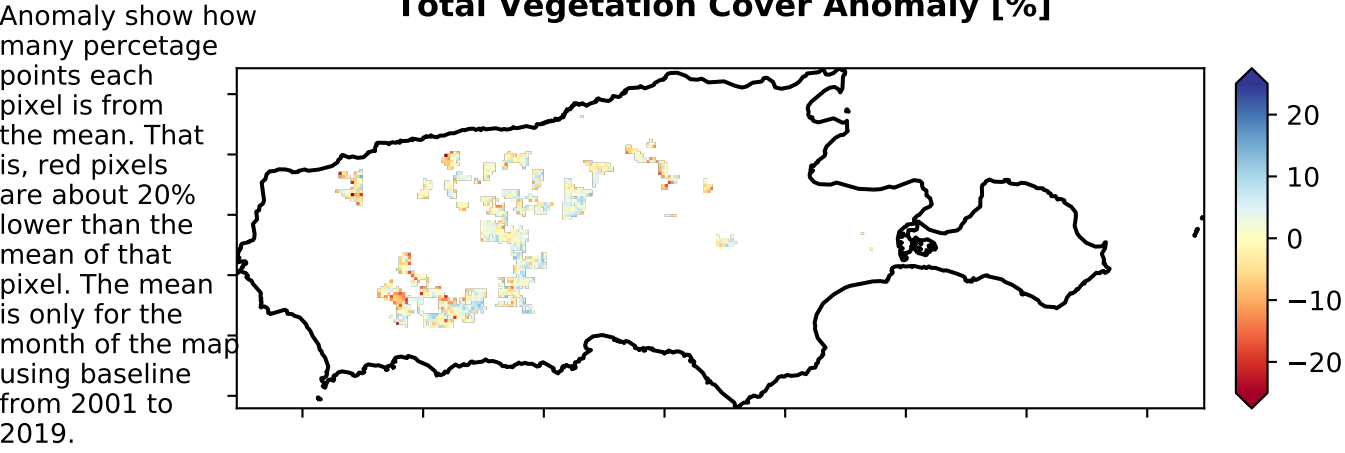 Total Vegetation Cover Anomaly [%]
Anomaly show how
many percetage
points each
pixel is from
the mean. That
is, red pixels
are about 20%
lower than the
mean of that
pixel. The mean
is only for the
month of the map
using baseline
from 2001 to
2019.
20
10
0
−10
−20